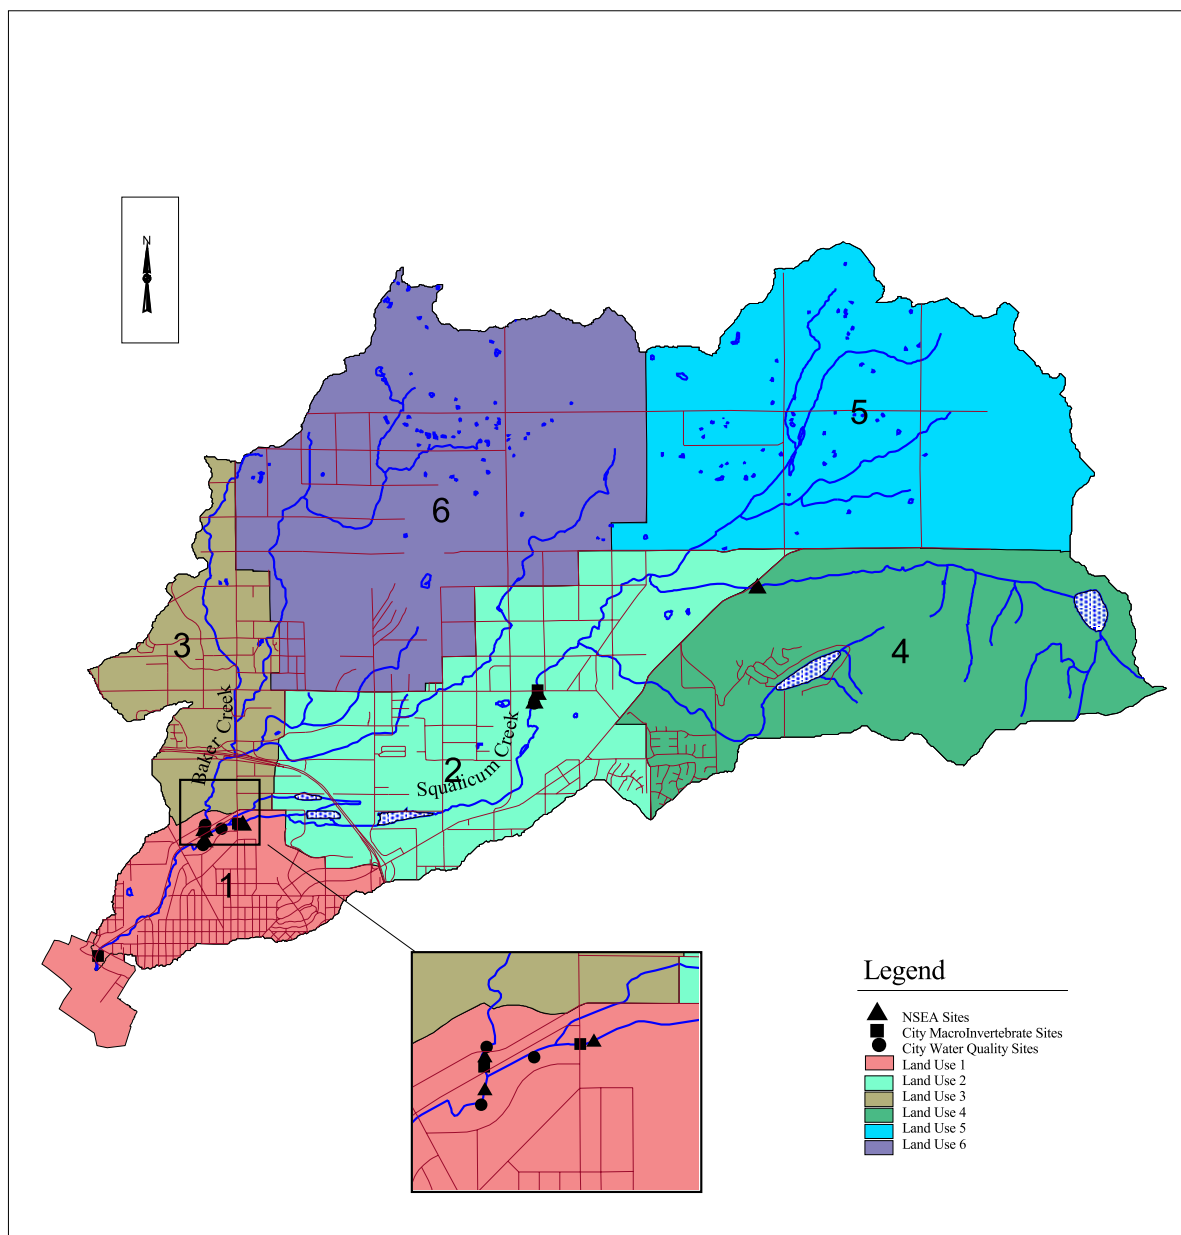 N
5
6
3
4
Baker Creek
Squalicum Creek
2
1
Legend
NSEA Sites
City MacroInvertebrate Sites
City Water Quality Sites
Land Use 1
Land Use 2
Land Use 3
Land Use 4
Land Use 5
Land Use 6